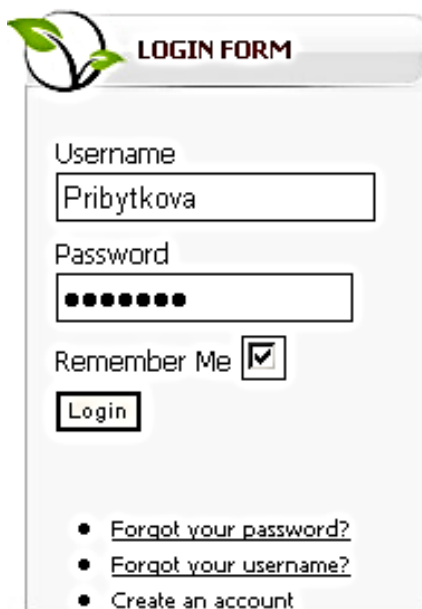 LOGIN FORM
Username
Pribytkova
Password
•••••••
Remember Me
Login
• Forgot your password?
• Forgot your username?
• Create an account